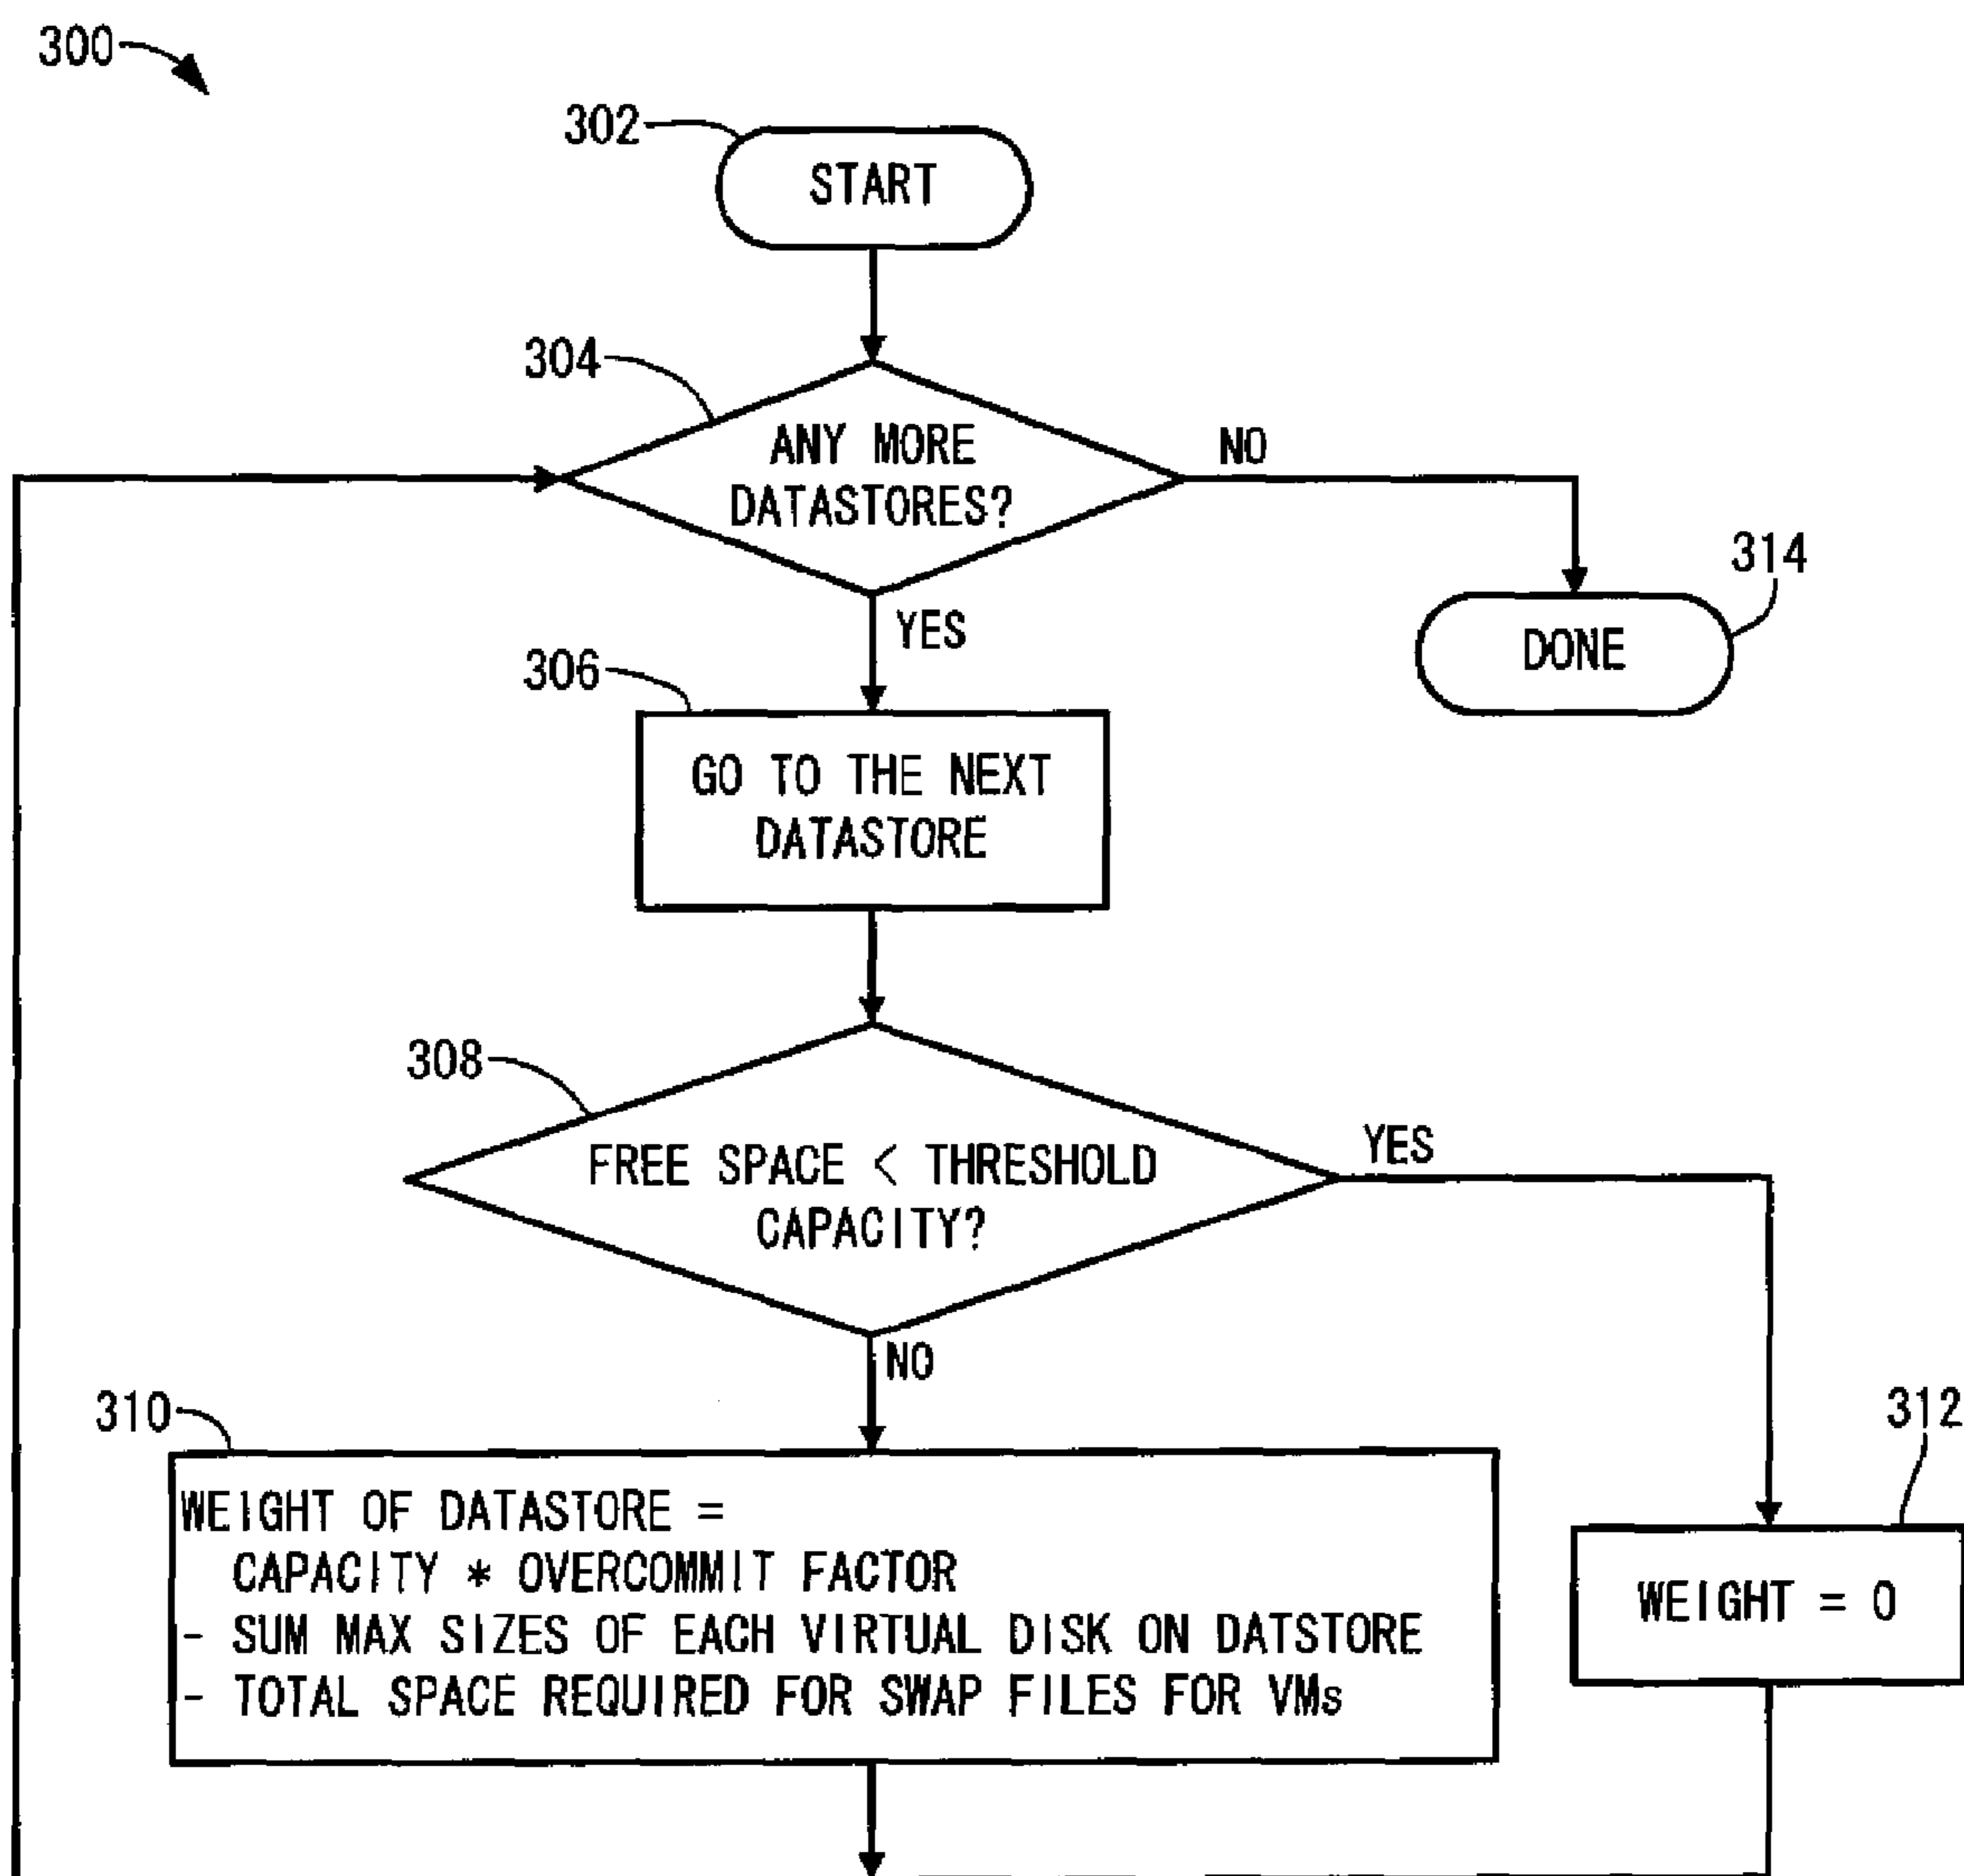 300
302
START
304
ANY MORE
DATASTORES?
NO
314
DONE
YES
306
GO TO THE NEXT
DATASTORE
308
FREE SPACE < THRESHOLD
CAPACITY?
YES
NO
310
WEIGHT OF DATASTORE =
CAPACITY * OVERCOMMIT FACTOR
- SUM MAX SIZES OF EACH VIRTUAL DISK ON DATSTORE
- TOTAL SPACE REQUIRED FOR SWAP FILES FOR VMs
312
WEIGHT = 0